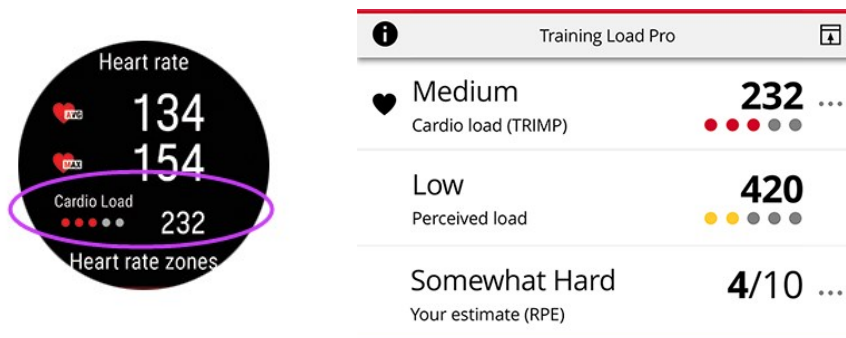 Heart rate
AVG 134
MAX 154
Cardio Load
232
Heart rate zones
Training Load Pro
Medium 232 ...
Cardio load (TRIMP)
Low 420
Perceived load
Somewhat Hard 4/10 ...
Your estimate (RPE)